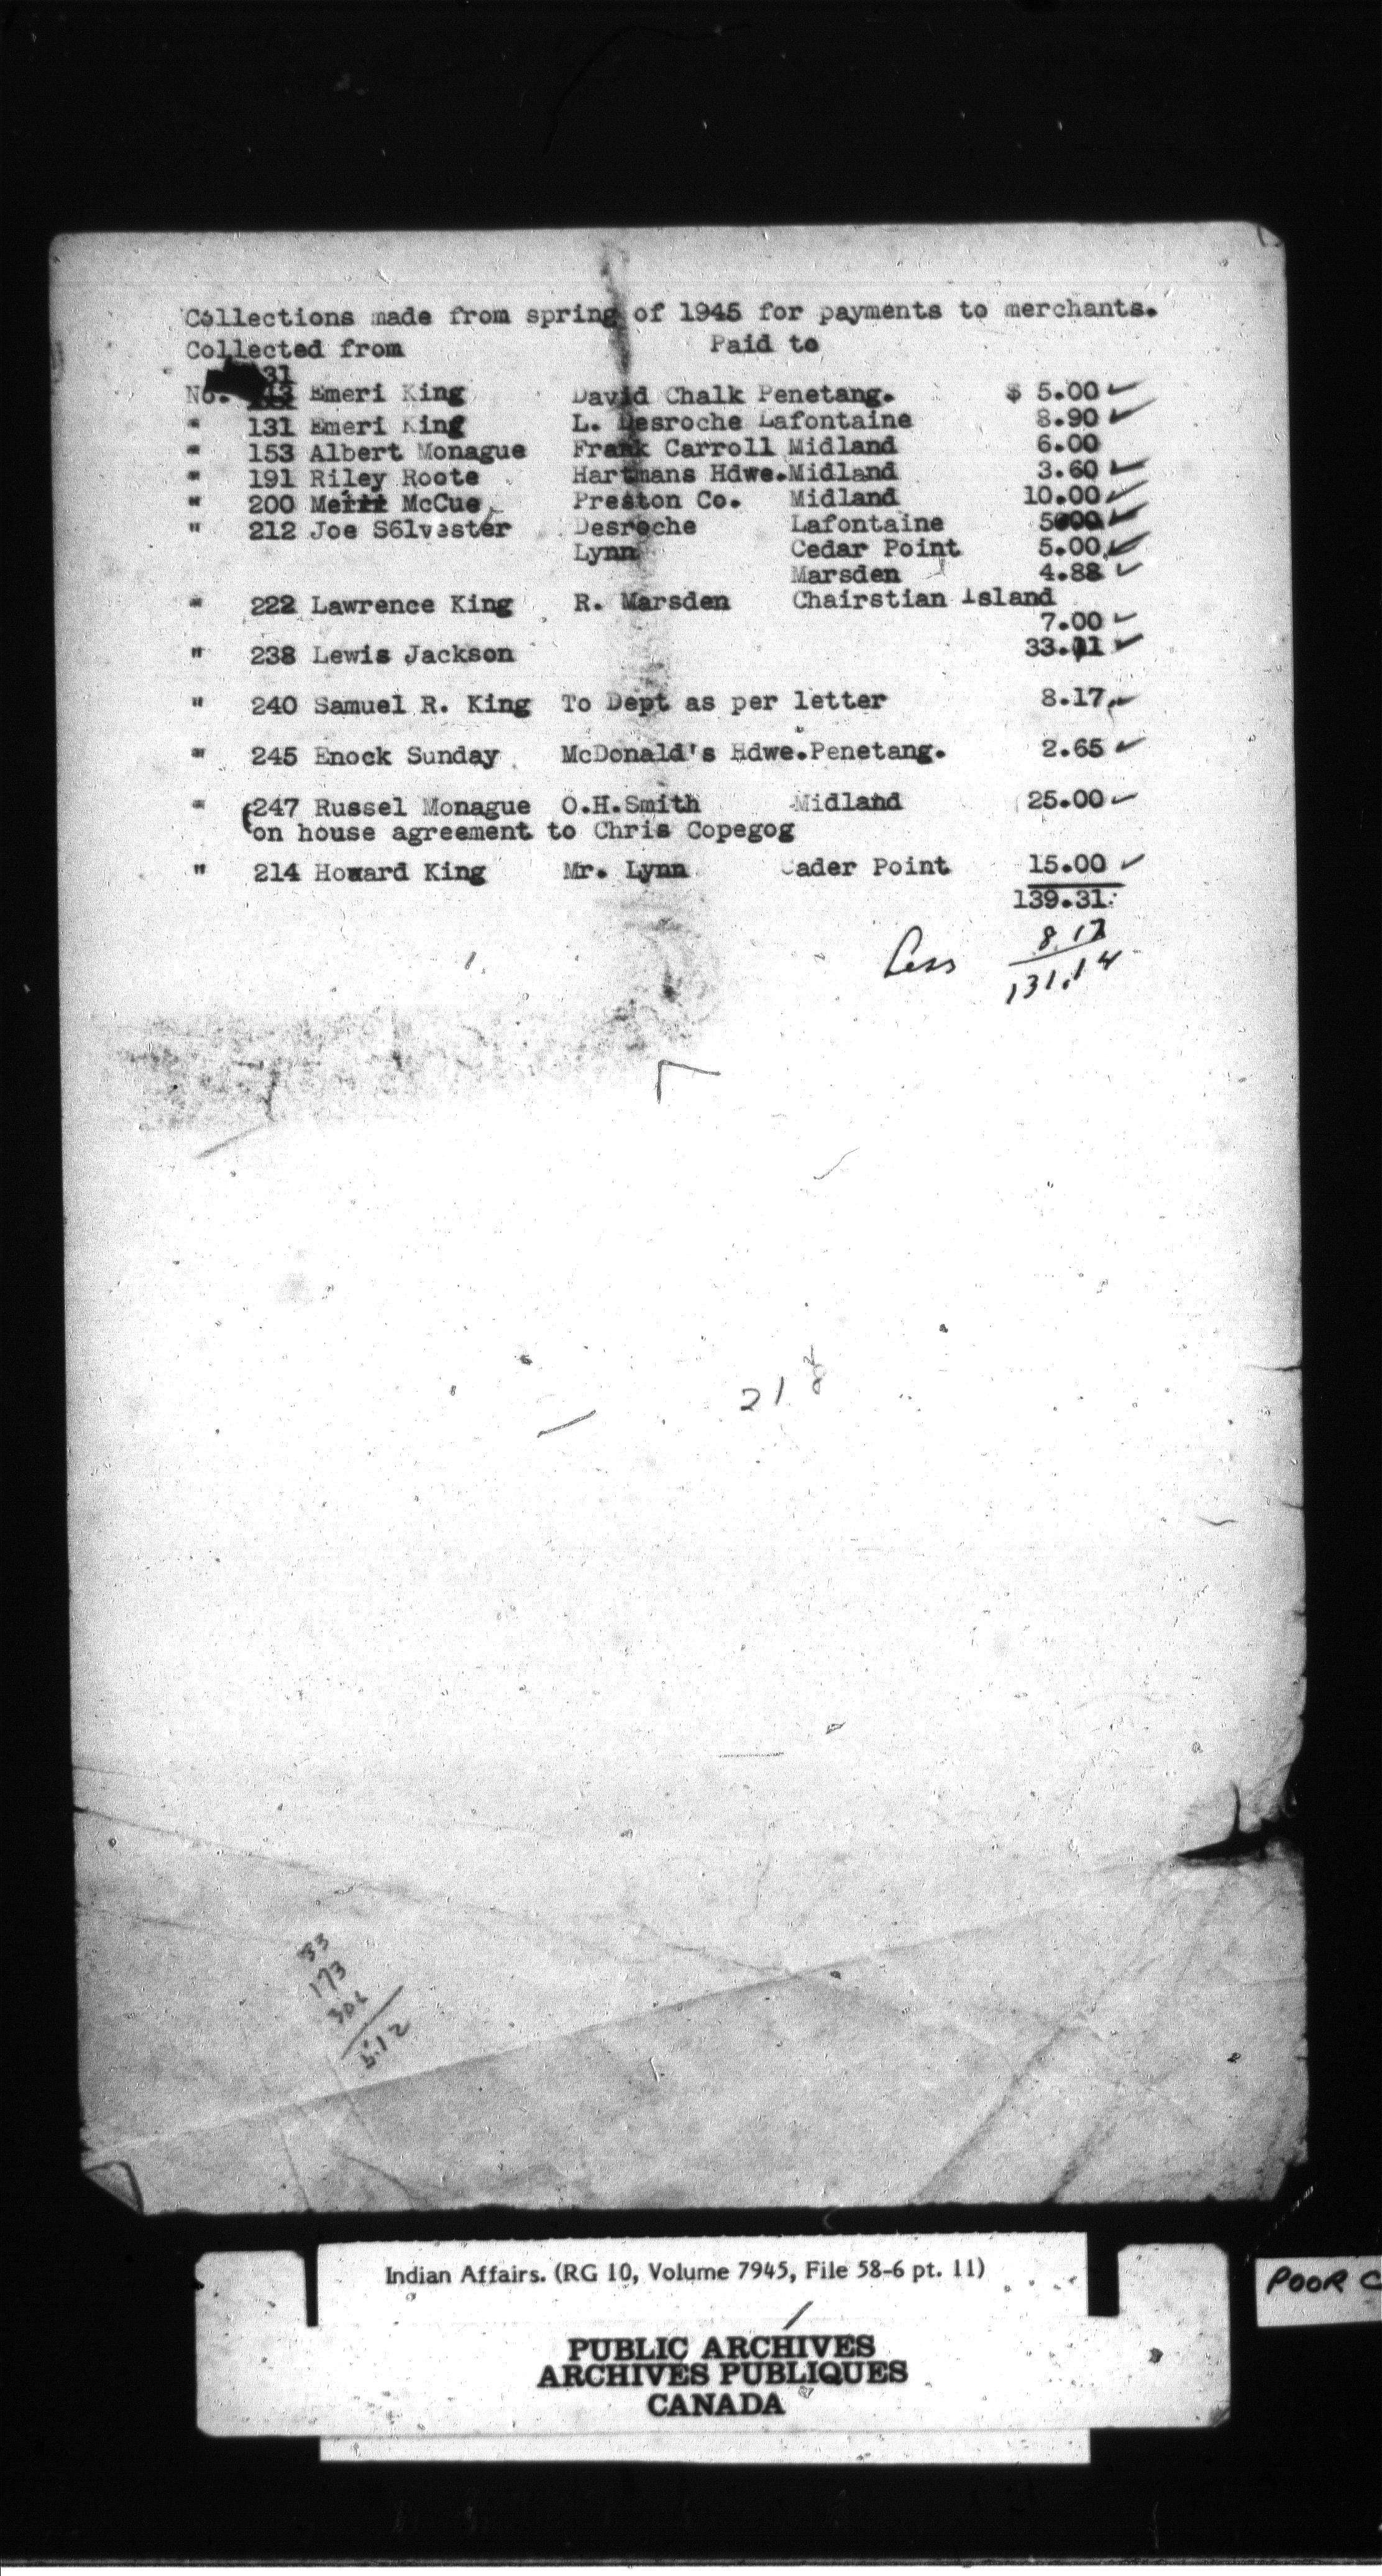 Collections made from spring of 1945 for payments to merchants.
Collected from Paid to
31
No. Emeri King David Chalk Penetang. $ 5.00 ✓
" 131 Emeri King L. Desroche Lafontaine 8.90 ✓
" 153 Albert Monague Frank Carroll Midland 6.00
" 191 Riley Roote Hartmans Hdwe.Midland 3.60 ✓
" 200 McCue Preston Co. Midland 10.00 ✓
" 212 Joe S6lvester Desroche Lafontaine ✓
Lynn Cedar Point 5.00 ✓
Marsden 4.88 ✓
" 222 Lawrence King R. Marsden Chairstian Island
7.00 ✓
" 238 Lewis Jackson 33.11 ✓
" 240 Samuel R. King To Dept as per letter 8.17 ✓
" 245 Enock Sunday McDonald's Hdwe.Penetang. 2.65 ✓
" (247 Russel Monague O.H.Smith Midland 25.00 ✓
on house agreement to Chris Copegog
" 214 Howard King Mr. Lynn Cader Point 15.00 ✓
139.31
Less 8.17
131.14
21
33
173
306
512
Indian Affairs. (RG 10, Volume 7945, File 58-6 pt. 11)
PUBLIC ARCHIVES
ARCHIVES PUBLIQUES
CANADA
POOR C